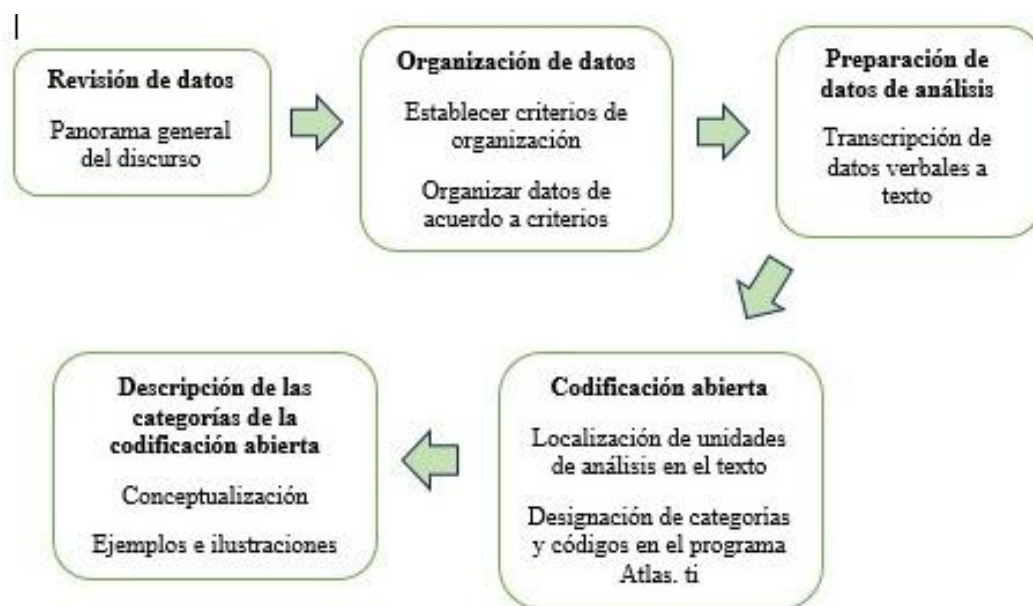 Revisión de datos
Panorama general
del discurso
Organización de datos
Establecer criterios de
organización
Organizar datos de
acuerdo a criterios
Preparación de
datos de análisis
Transcripción de
datos verbales a
texto
Codificación abierta
Localización de unidades
de análisis en el texto
Designación de categorías
y códigos en el programa
Atlas. ti
Descripción de las
categorías de la
codificación abierta
Conceptualización
Ejemplos e ilustraciones